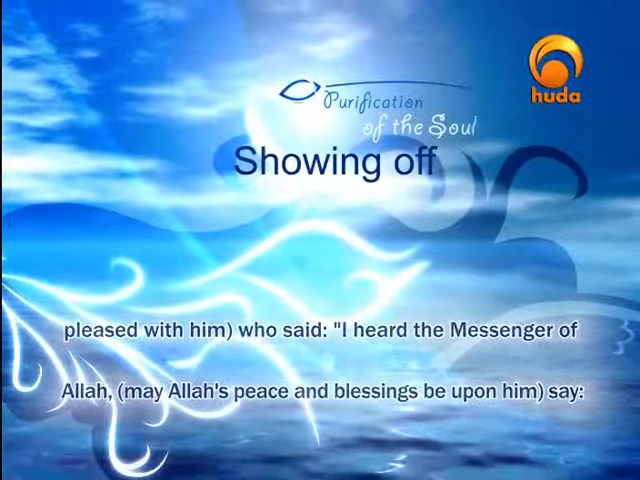 huda
Purification
of the Soul
Showing off
pleased with him) who said: "I heard the Messenger of
Allah, (may Allah's peace and blessings be upon him) say: